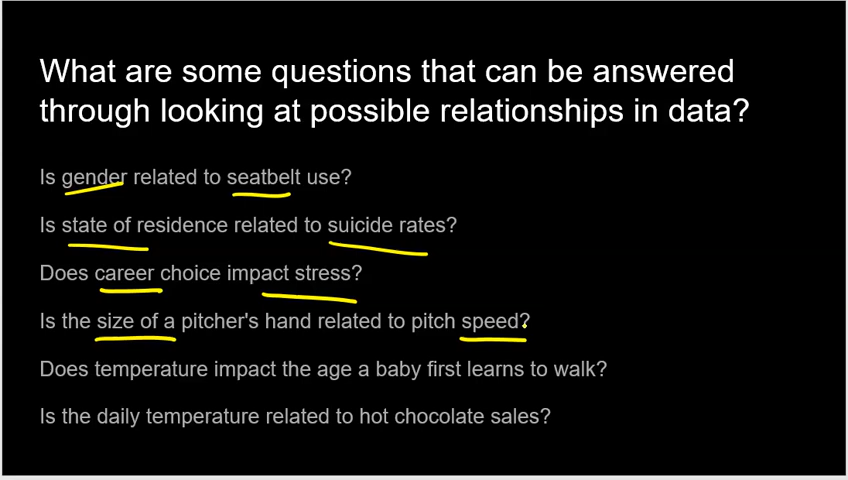 What are some questions that can be answered
through looking at possible relationships in data?
Is gender related to seatbelt use?
Is state of residence related to suicide rates?
Does career choice impact stress?
Is the size of a pitcher's hand related to pitch speed?
Does temperature impact the age a baby first learns to walk?
Is the daily temperature related to hot chocolate sales?